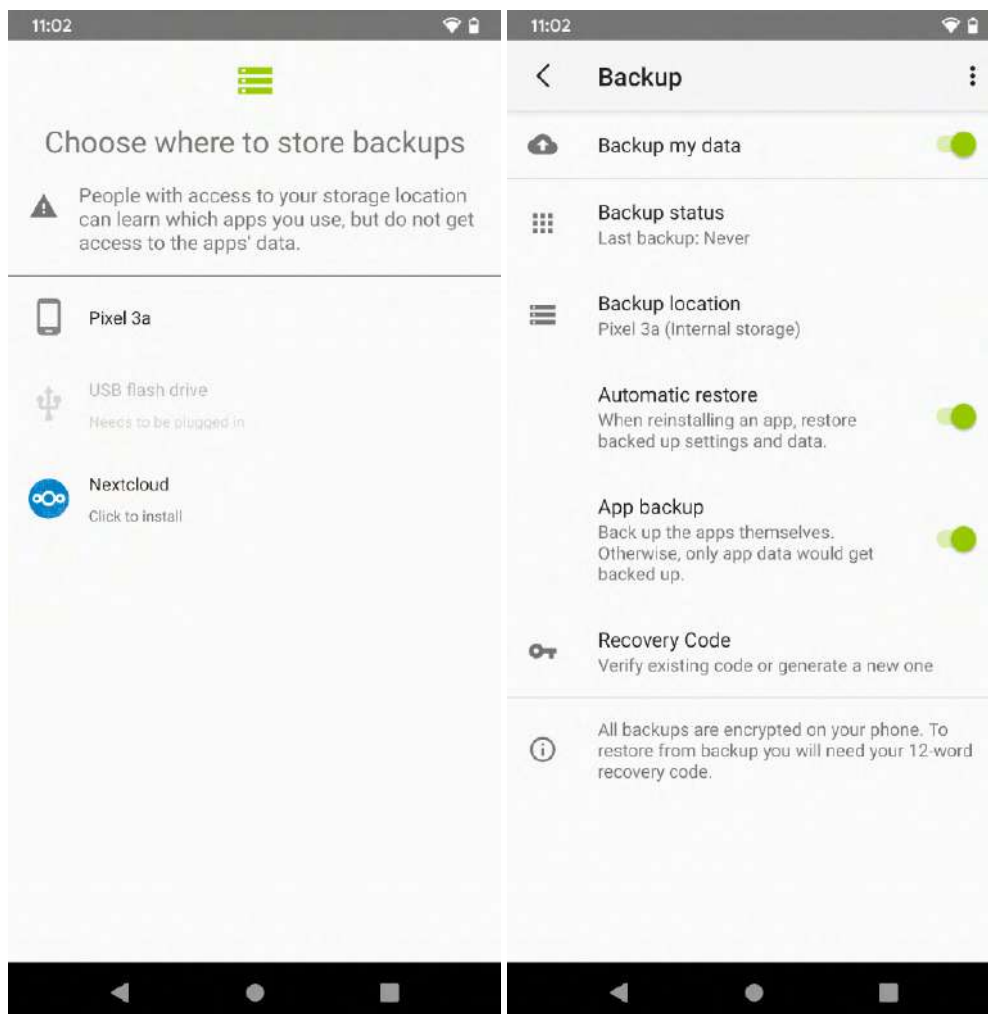 11:02
Choose where to store backups
People with access to your storage location
can learn which apps you use, but do not get
access to the apps' data.
Pixel 3a
USB flash drive
Needs to be plugged in
Nextcloud
Click to install
11:02
Backup
Backup my data
Backup status
Last backup: Never
Backup location
Pixel 3a (Internal storage)
Automatic restore
When reinstalling an app, restore
backed up settings and data.
App backup
Back up the apps themselves.
Otherwise, only app data would get
backed up.
Recovery Code
Verify existing code or generate a new one
All backups are encrypted on your phone. To
restore from backup you will need your 12-word
recovery code.